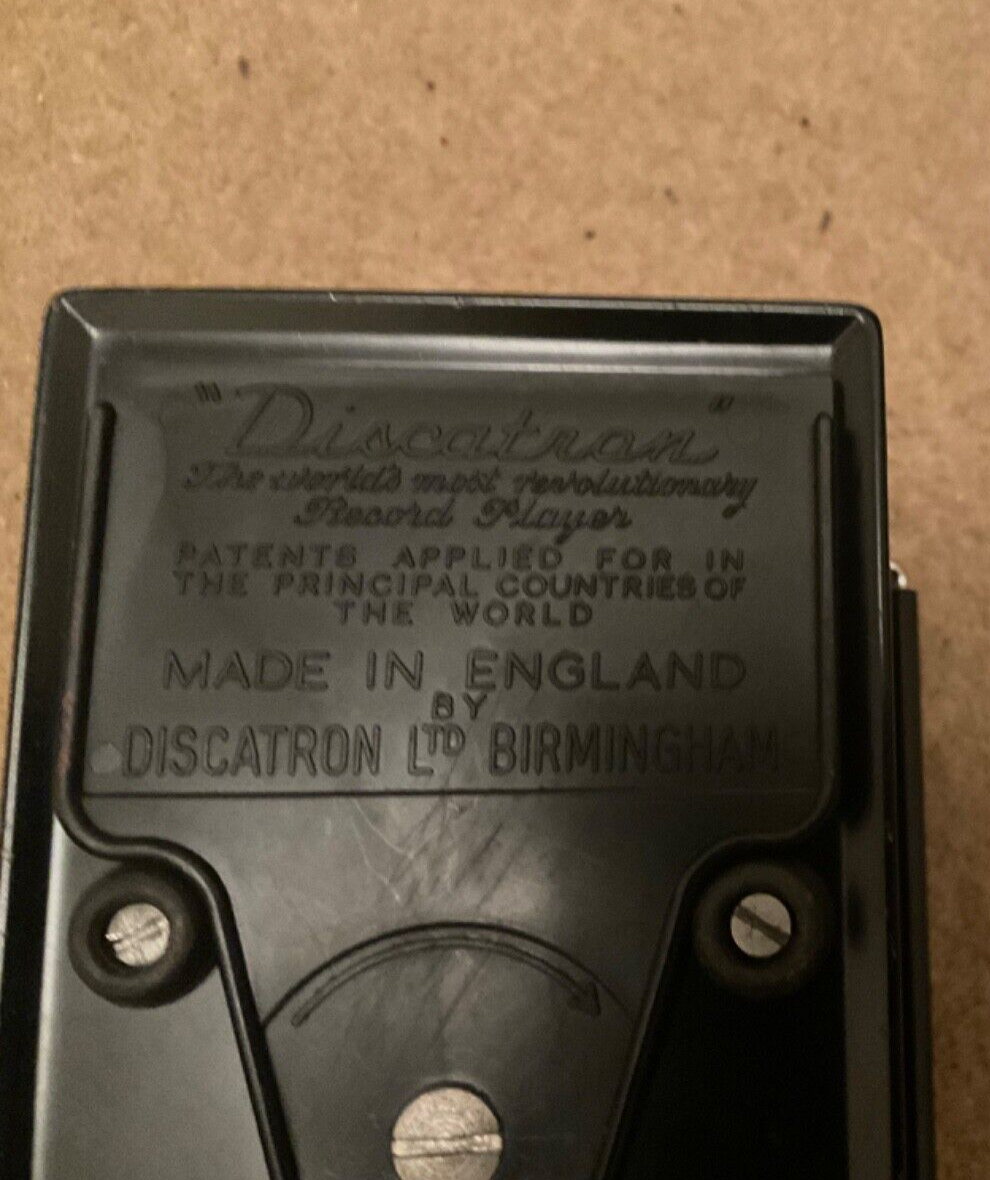 "Discatron"
The world's most revolutionary
Record Player
PATENTS APPLIED FOR IN
THE PRINCIPAL COUNTRIES OF
THE WORLD
MADE IN ENGLAND
BY
DISCATRON LTD BIRMINGHAM